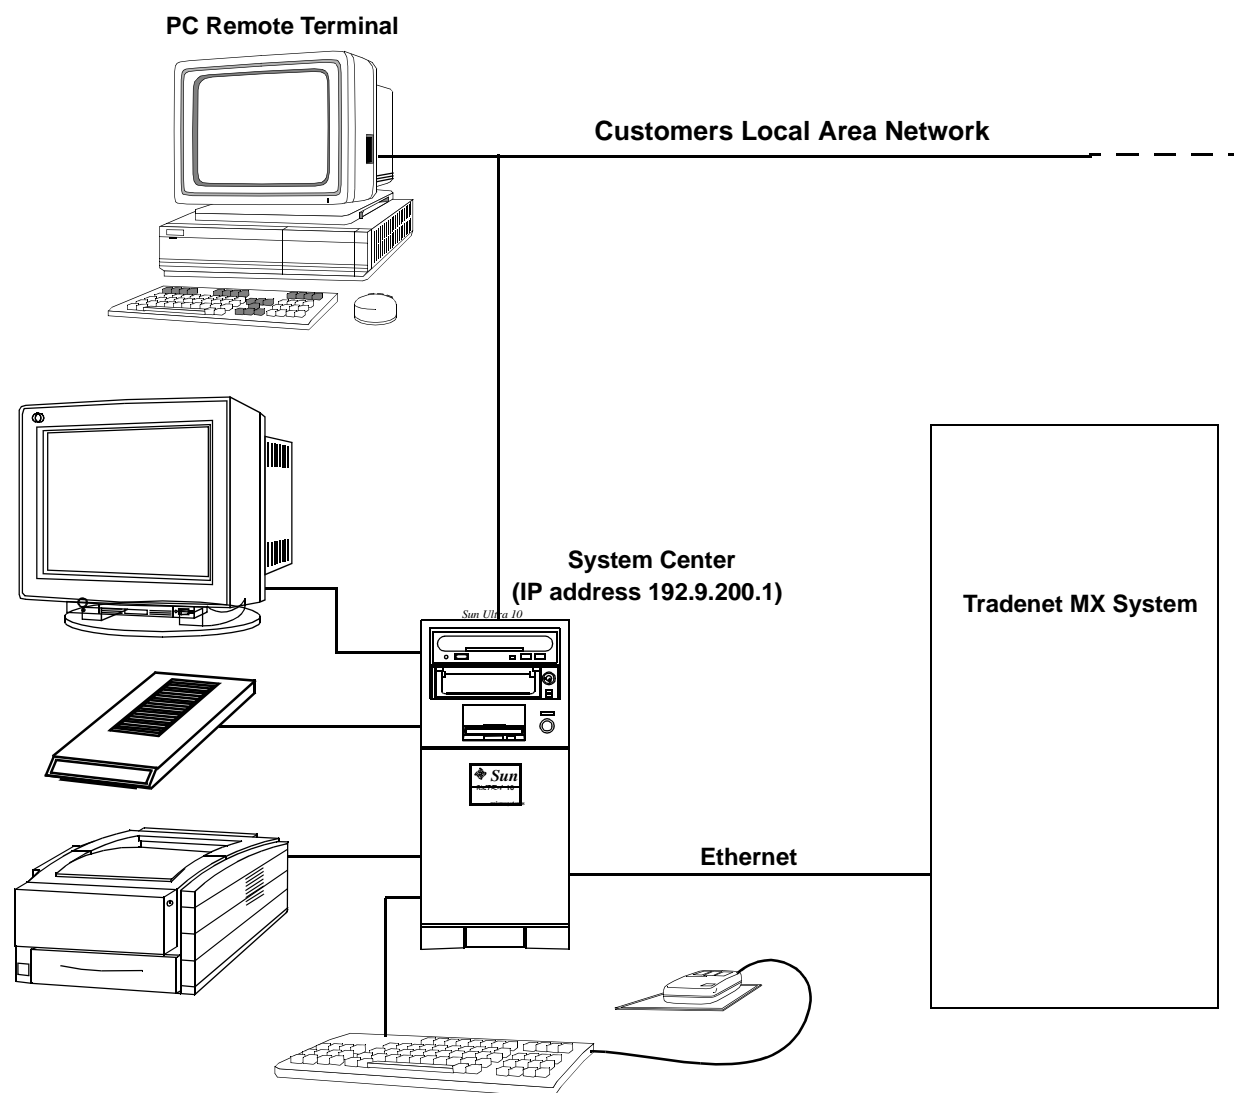 PC Remote Terminal
Customers Local Area Network
System Center
(IP address 192.9.200.1)
Sun Ultra 10
Tradenet MX System
Sun
Ethernet